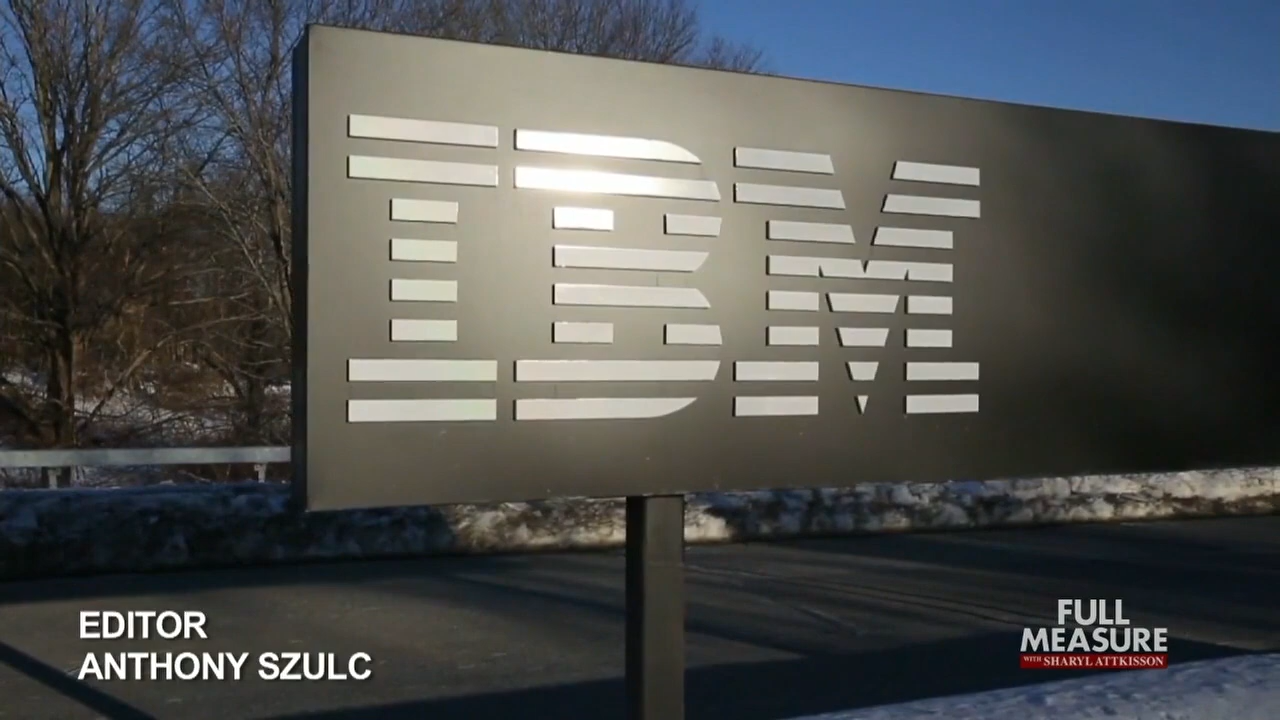 IBM
EDITOR
ANTHONY SZULC
FULL
MEASURE
WITH SHARYL ATTKISSON